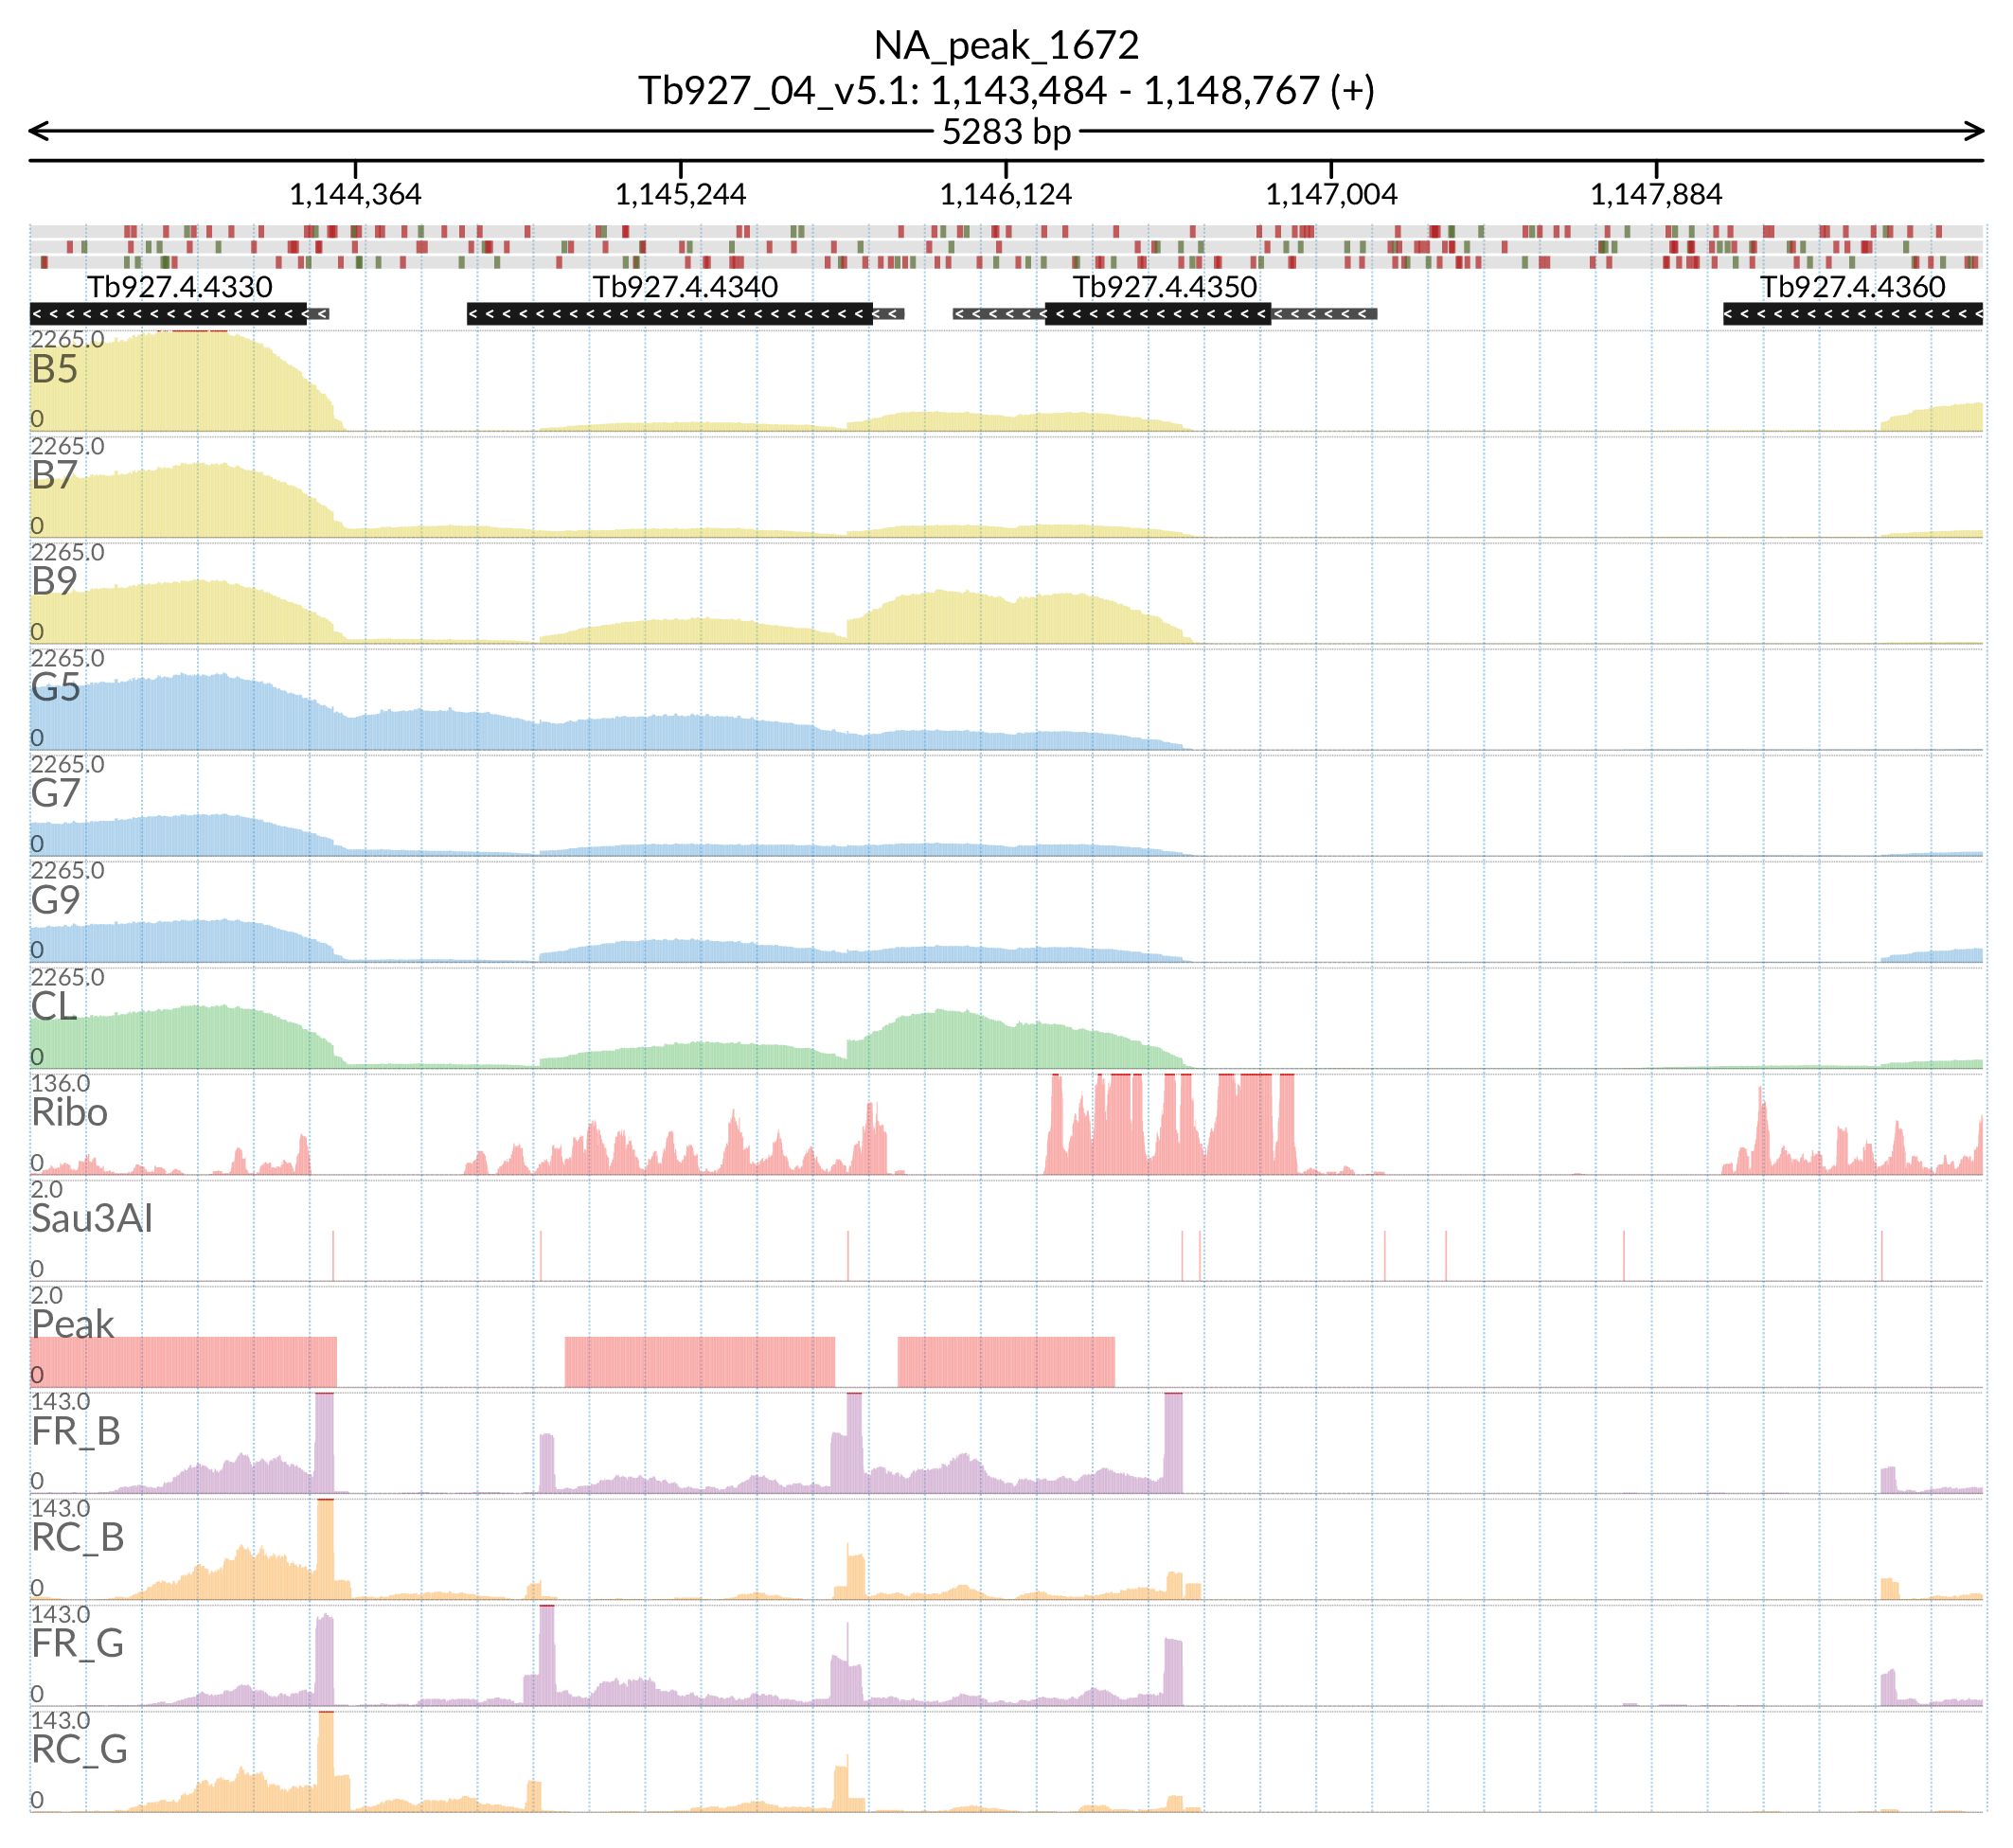 NA_peak_1672
Tb927_04_v5.1: 1,143,484 - 1,148,767 (+)
5283 bp
1,144,364 1,145,244 1,146,124 1,147,004 1,147,884
Tb927.4.4330 Tb927.4.4340 Tb927.4.4350 Tb927.4.4360
2265.0
B5
0
2265.0
B7
0
2265.0
B9
0
2265.0
G5
0
2265.0
G7
0
2265.0
G9
0
2265.0
CL
0
136.0
Ribo
0
2.0
Sau3AI
0
2.0
Peak
0
143.0
FR_B
0
143.0
RC_B
0
143.0
FR_G
0
143.0
RC_G
0